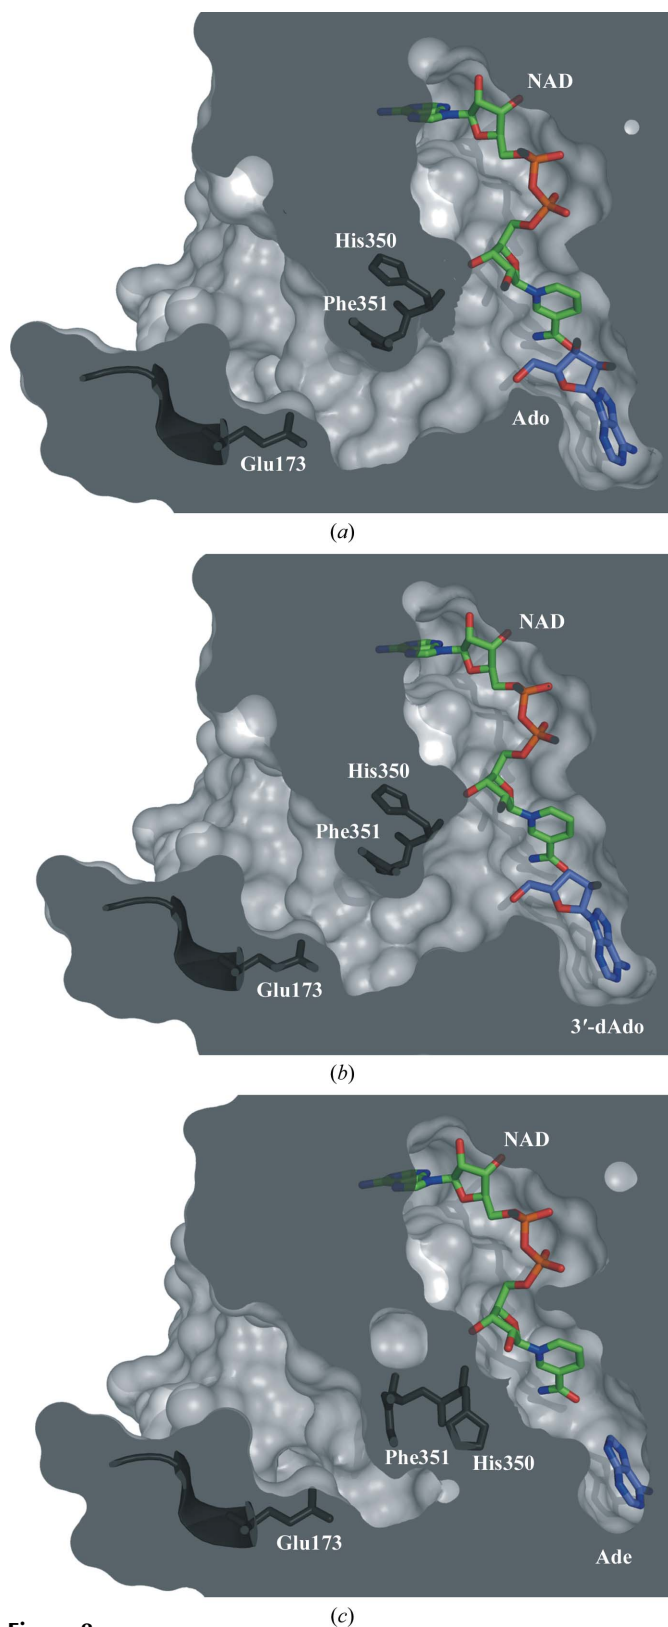 NAD
His350
Phe351
Ado
Glu173
(a)
NAD
His350
Phe351
Glu173
3′-dAdo
(b)
NAD
Phe351
His350
Glu173
Ade
(c)